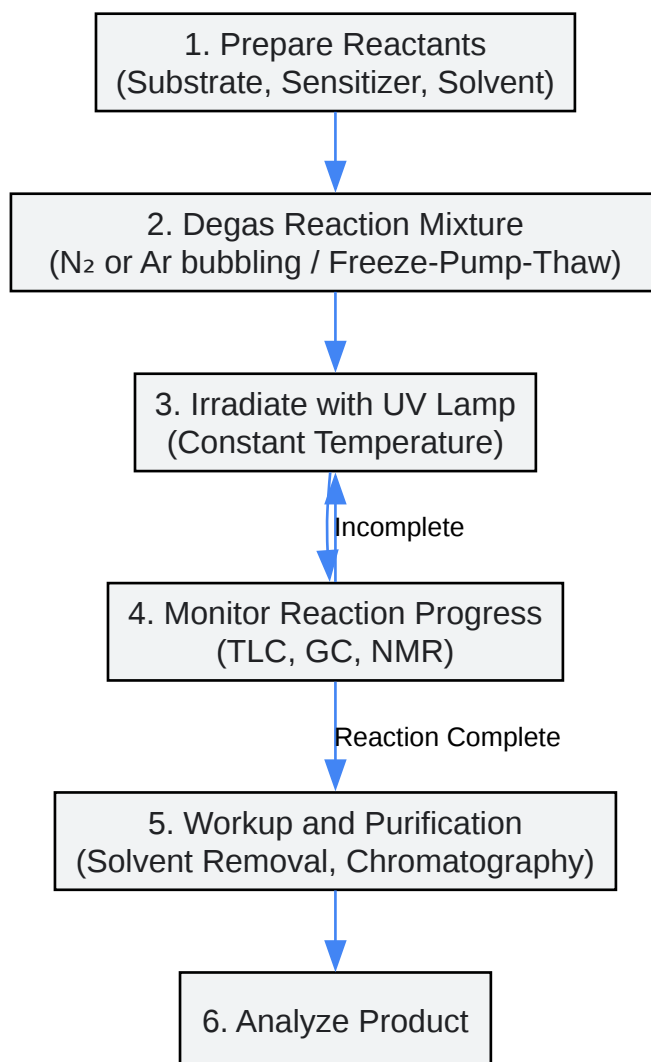 1. Prepare Reactants
(Substrate, Sensitizer, Solvent)
2. Degas Reaction Mixture
(N₂ or Ar bubbling / Freeze-Pump-Thaw)
3. Irradiate with UV Lamp
(Constant Temperature)
Incomplete
4. Monitor Reaction Progress
(TLC, GC, NMR)
Reaction Complete
5. Workup and Purification
(Solvent Removal, Chromatography)
6. Analyze Product